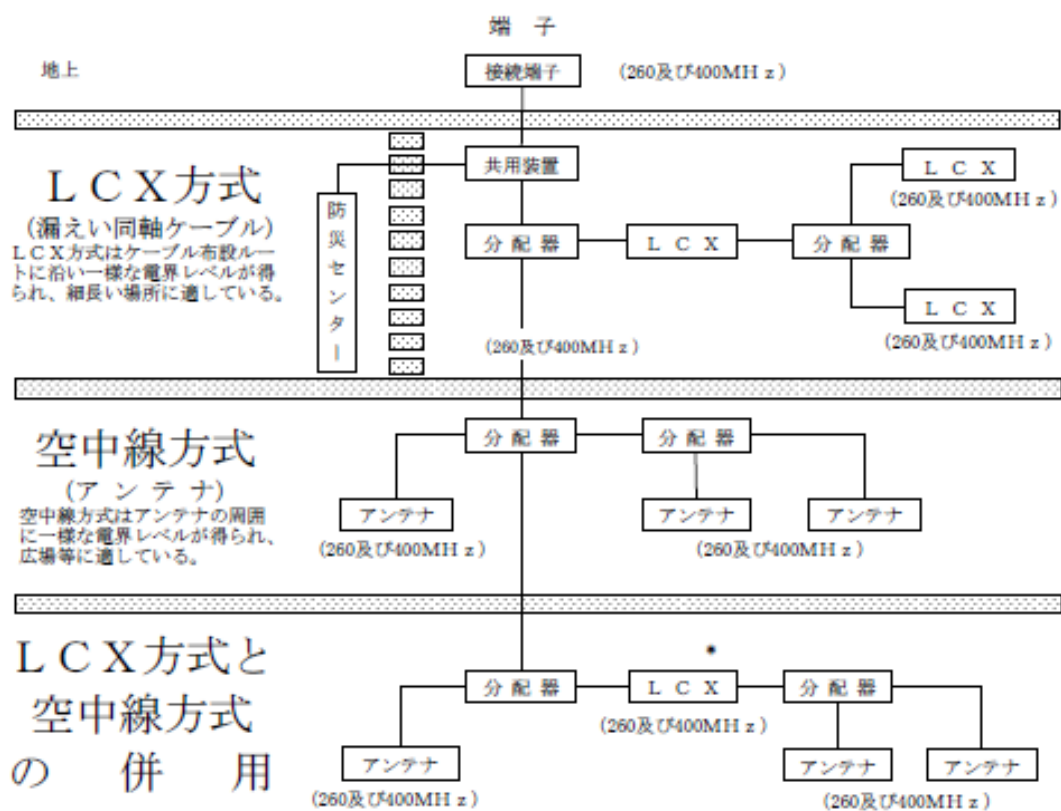 端 子
地上
接続端子
(260及び400MHz)
共用装置
LCX方式
(漏えい同軸ケーブル)
LCX方式はケーブル布設ルー
トに沿い一様な電界レベルが得
られ、細長い場所に適している。
防災センター
分配器
LCX
分配器
LCX
(260及び400MHz)
LCX
(260及び400MHz)
(260及び400MHz)
空中線方式
(アンテナ)
空中線方式はアンテナの周囲
に一様な電界レベルが得られ、
広場等に適している。
分配器
分配器
アンテナ
アンテナ
アンテナ
(260及び400MHz)
(260及び400MHz)
LCX方式と
空中線方式
の併用
*
分配器
LCX
分配器
(260及び400MHz)
アンテナ
アンテナ
アンテナ
(260及び400MHz)
(260及び400MHz)